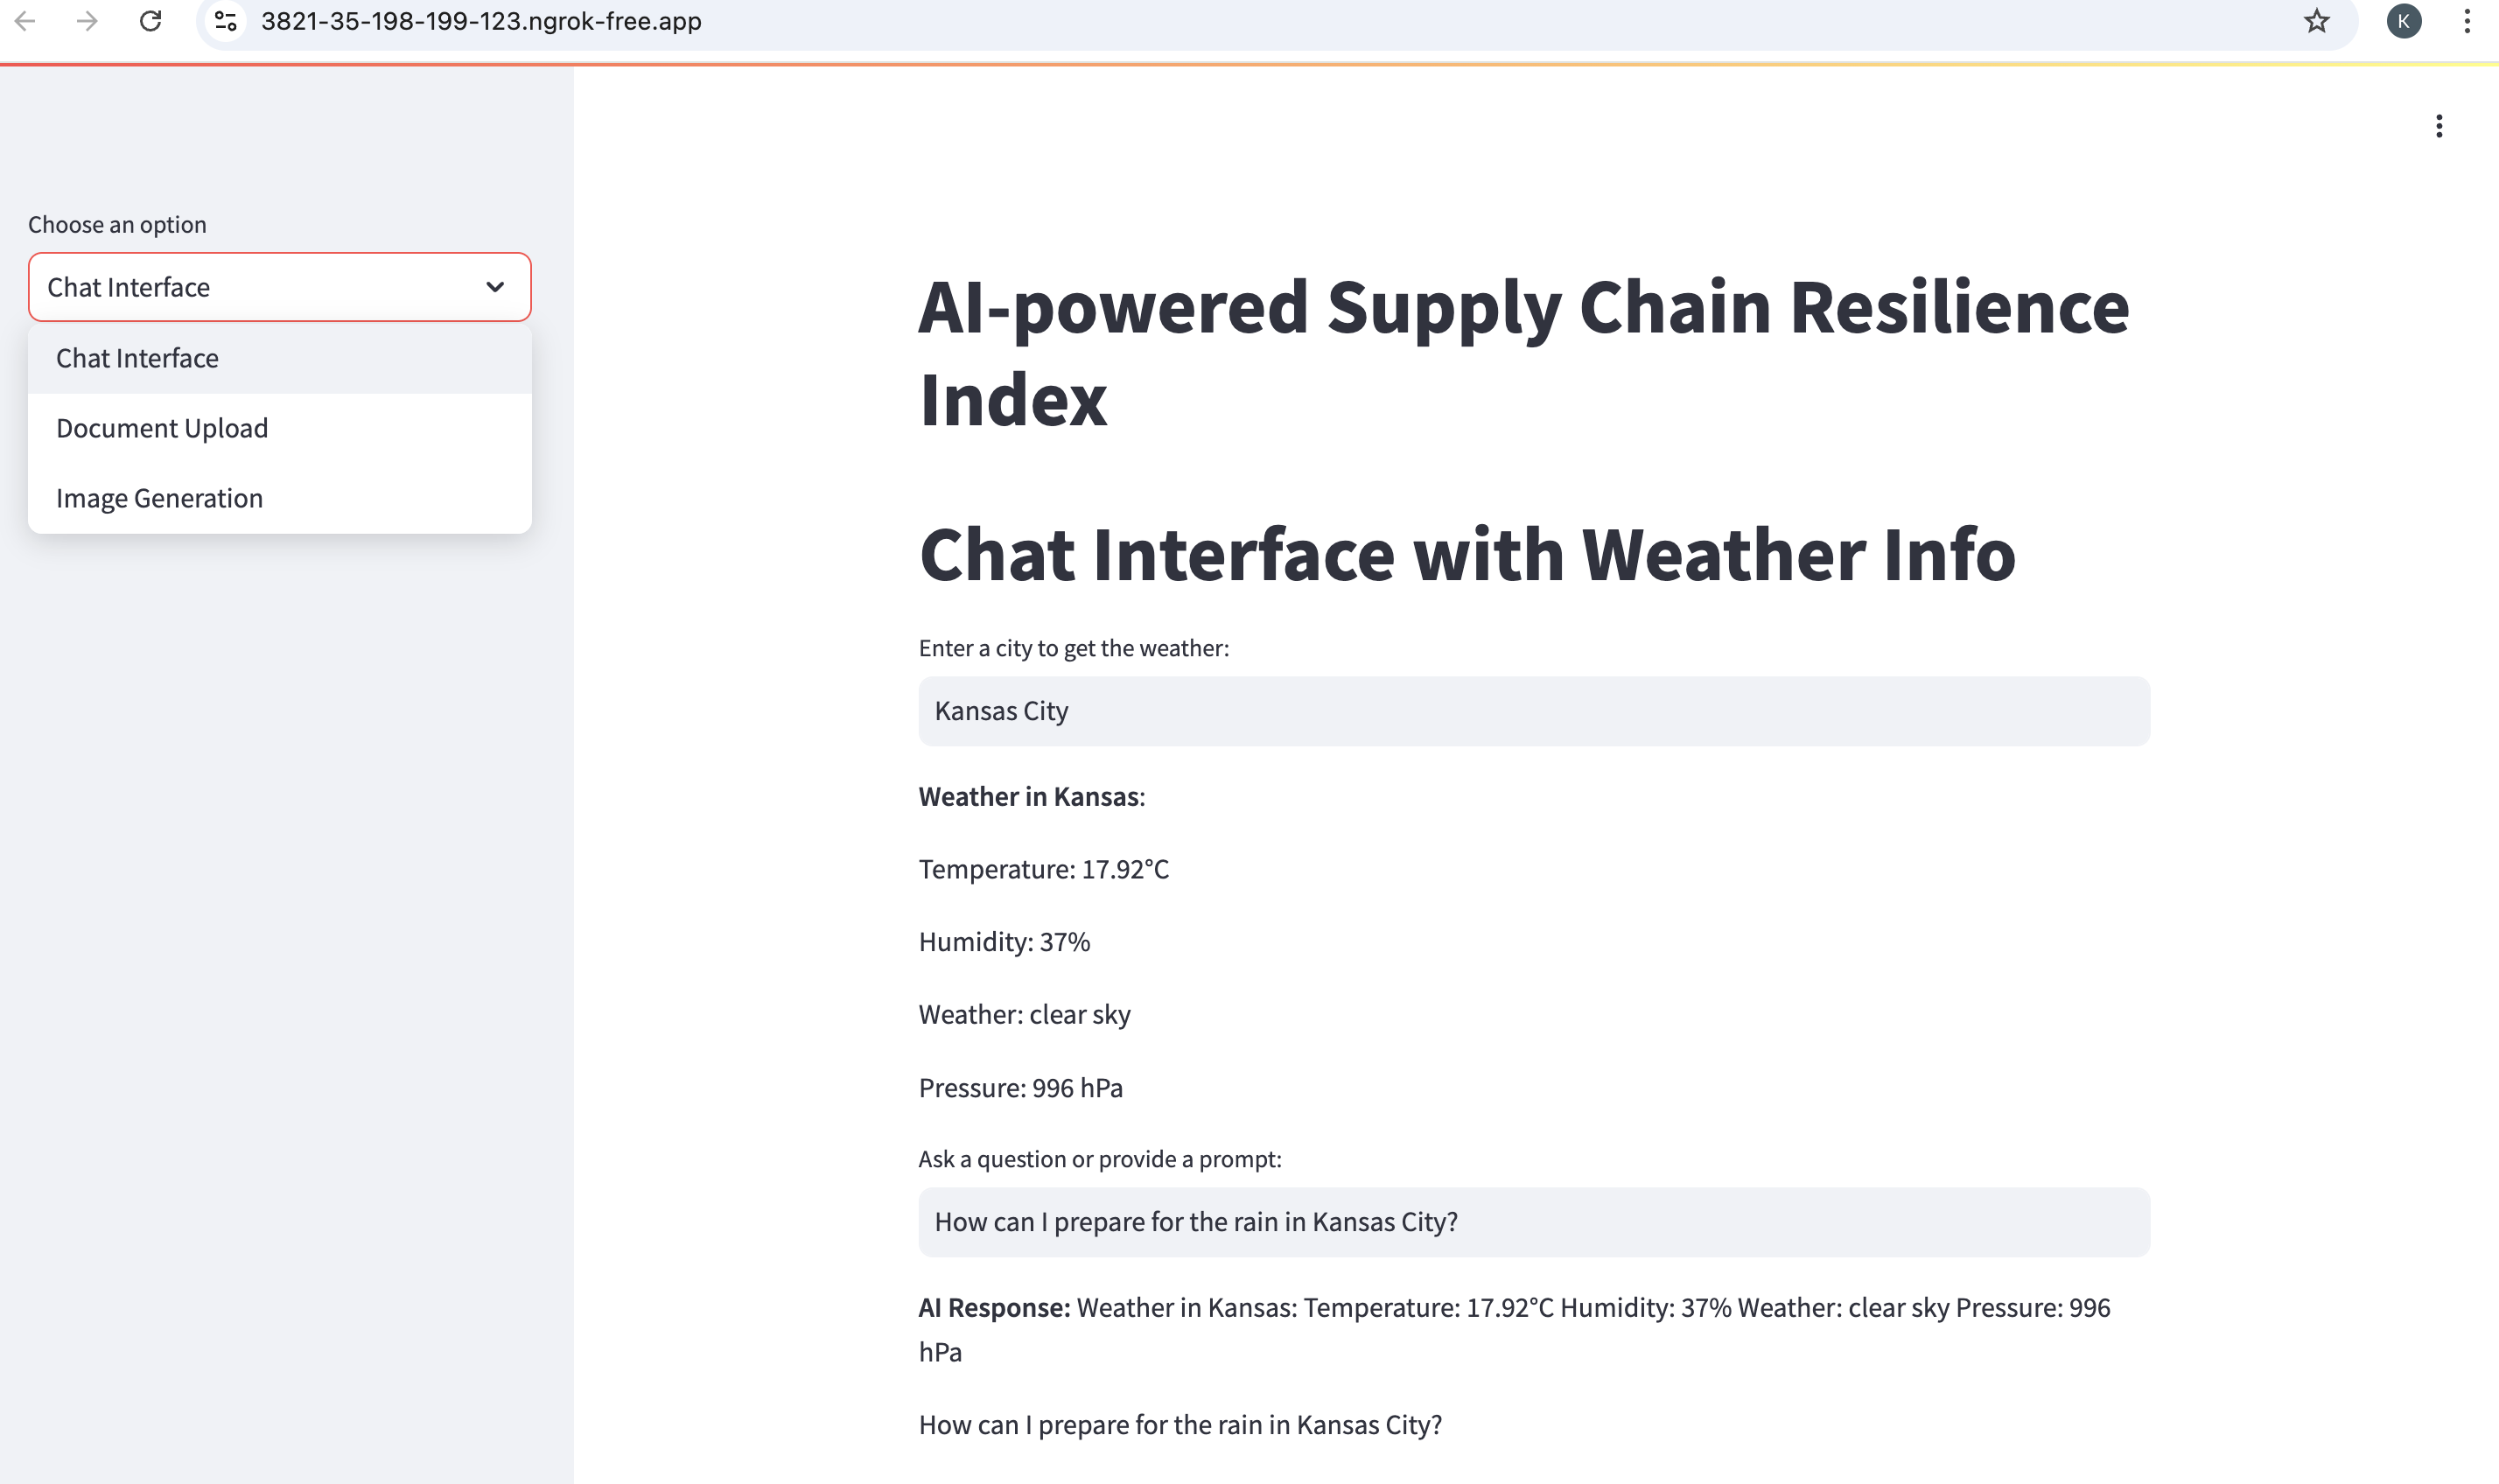 3821-35-198-199-123.ngrok-free.app
K
Choose an option
Chat Interface
Chat Interface
Document Upload
Image Generation
AI-powered Supply Chain Resilience
Index
Chat Interface with Weather Info
Enter a city to get the weather:
Kansas City
Weather in Kansas:
Temperature: 17.92°C
Humidity: 37%
Weather: clear sky
Pressure: 996 hPa
Ask a question or provide a prompt:
How can I prepare for the rain in Kansas City?
AI Response: Weather in Kansas: Temperature: 17.92°C Humidity: 37% Weather: clear sky Pressure: 996
hPa
How can I prepare for the rain in Kansas City?